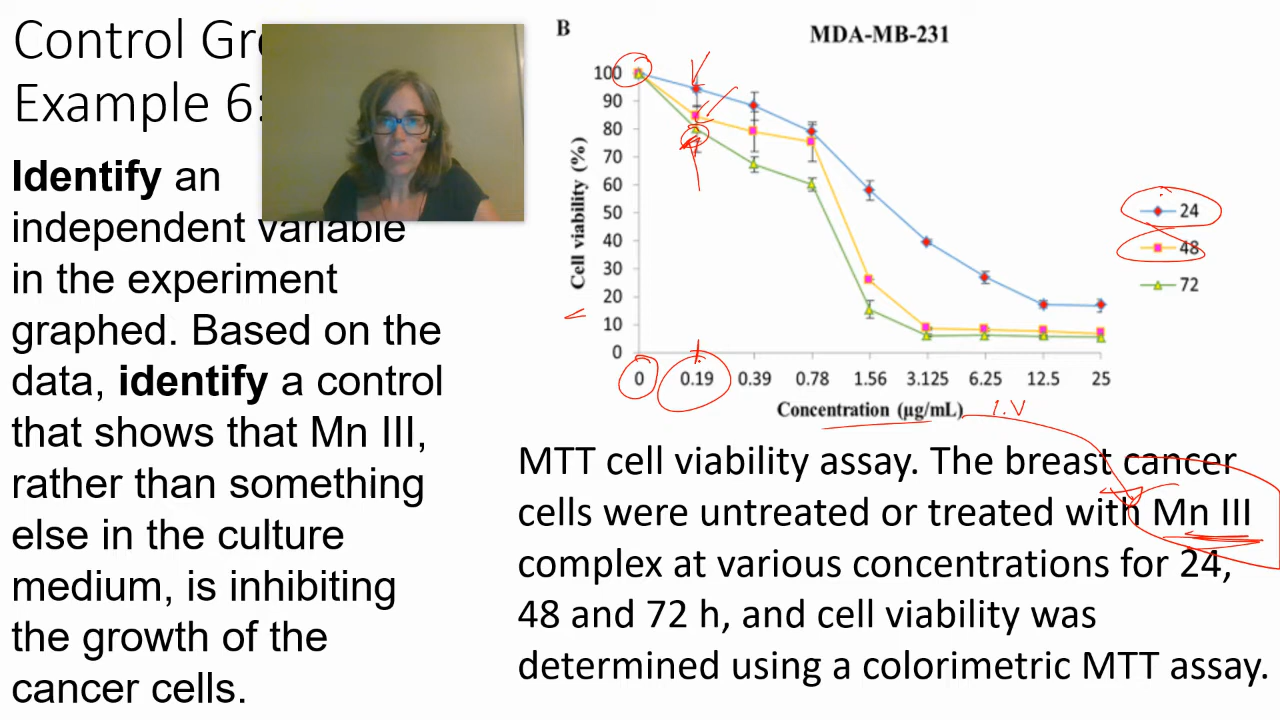 Control Gro
Example 6:
Identify an
independent variable
in the experiment
graphed. Based on the
data, identify a control
that shows that Mn III,
rather than something
else in the culture
medium, is inhibiting
the growth of the
cancer cells.
B
MDA-MB-231
Cell viability (%)
100
90
80
70
60
50
40
30
20
10
0
0 0.19 0.39 0.78 1.56 3.125 6.25 12.5 25
Concentration (µg/mL)
I.V
24
48
72
MTT cell viability assay. The breast cancer
cells were untreated or treated with Mn III
complex at various concentrations for 24,
48 and 72 h, and cell viability was
determined using a colorimetric MTT assay.